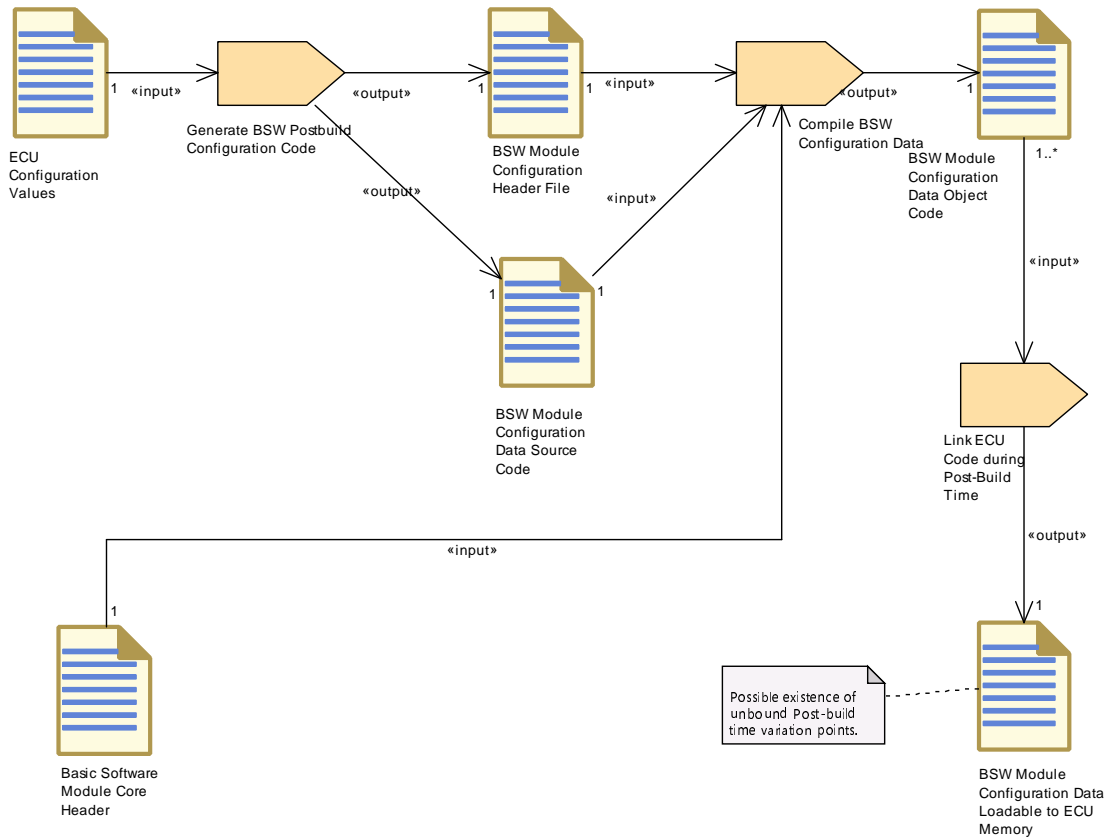 1
«input»
«output»
1
1
«input»
«output»
1
Generate BSW Postbuild
Configuration Code
Compile BSW
Configuration Data
ECU
Configuration
Values
BSW Module
Configuration
Header File
BSW Module
Configuration
Data Object
Code
1..*
«output»
«input»
1
1
«input»
BSW Module
Configuration
Data Source
Code
Link ECU
Code during
Post-Build
Time
«input»
«output»
1
1
Basic Software
Module Core
Header
Possible existence of
unbound Post-build
time variation points.
BSW Module
Configuration Data
Loadable to ECU
Memory